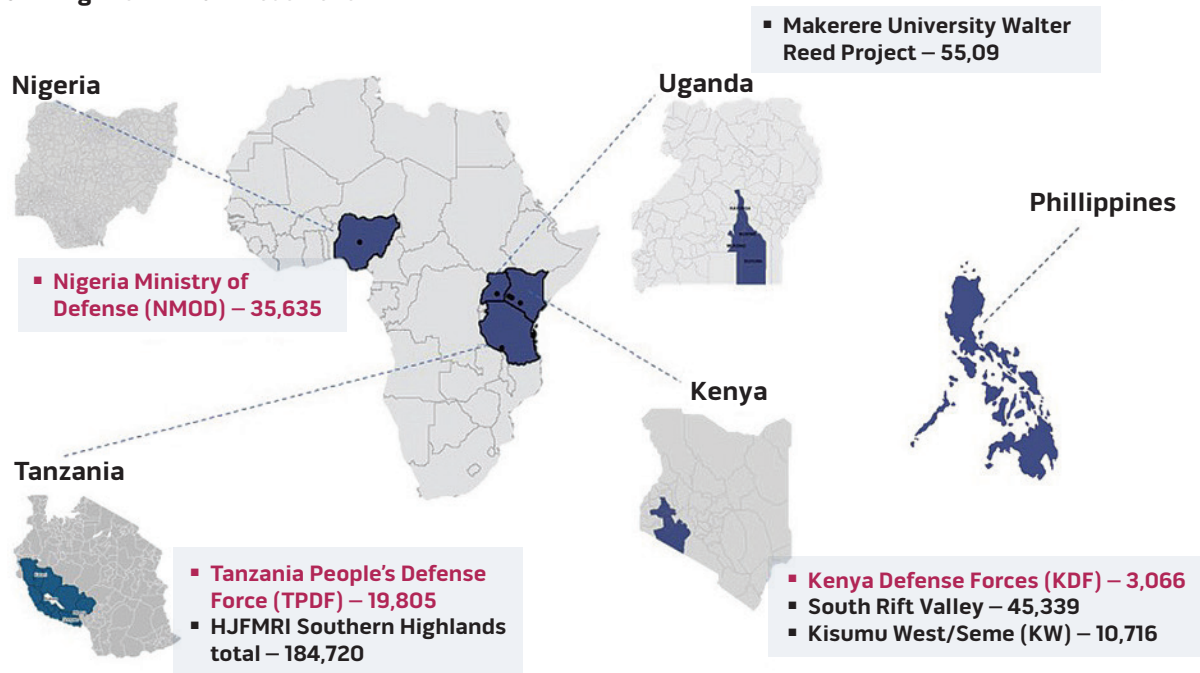 ▪ Makerere University Walter
Reed Project – 55,09
Nigeria
Uganda
Phillippines
▪ Nigeria Ministry of
Defense (NMOD) – 35,635
Kenya
Tanzania
▪ Tanzania People’s Defense
Force (TPDF) – 19,805
▪ HJFMRI Southern Highlands
total – 184,720
▪ Kenya Defense Forces (KDF) – 3,066
▪ South Rift Valley – 45,339
▪ Kisumu West/Seme (KW) – 10,716